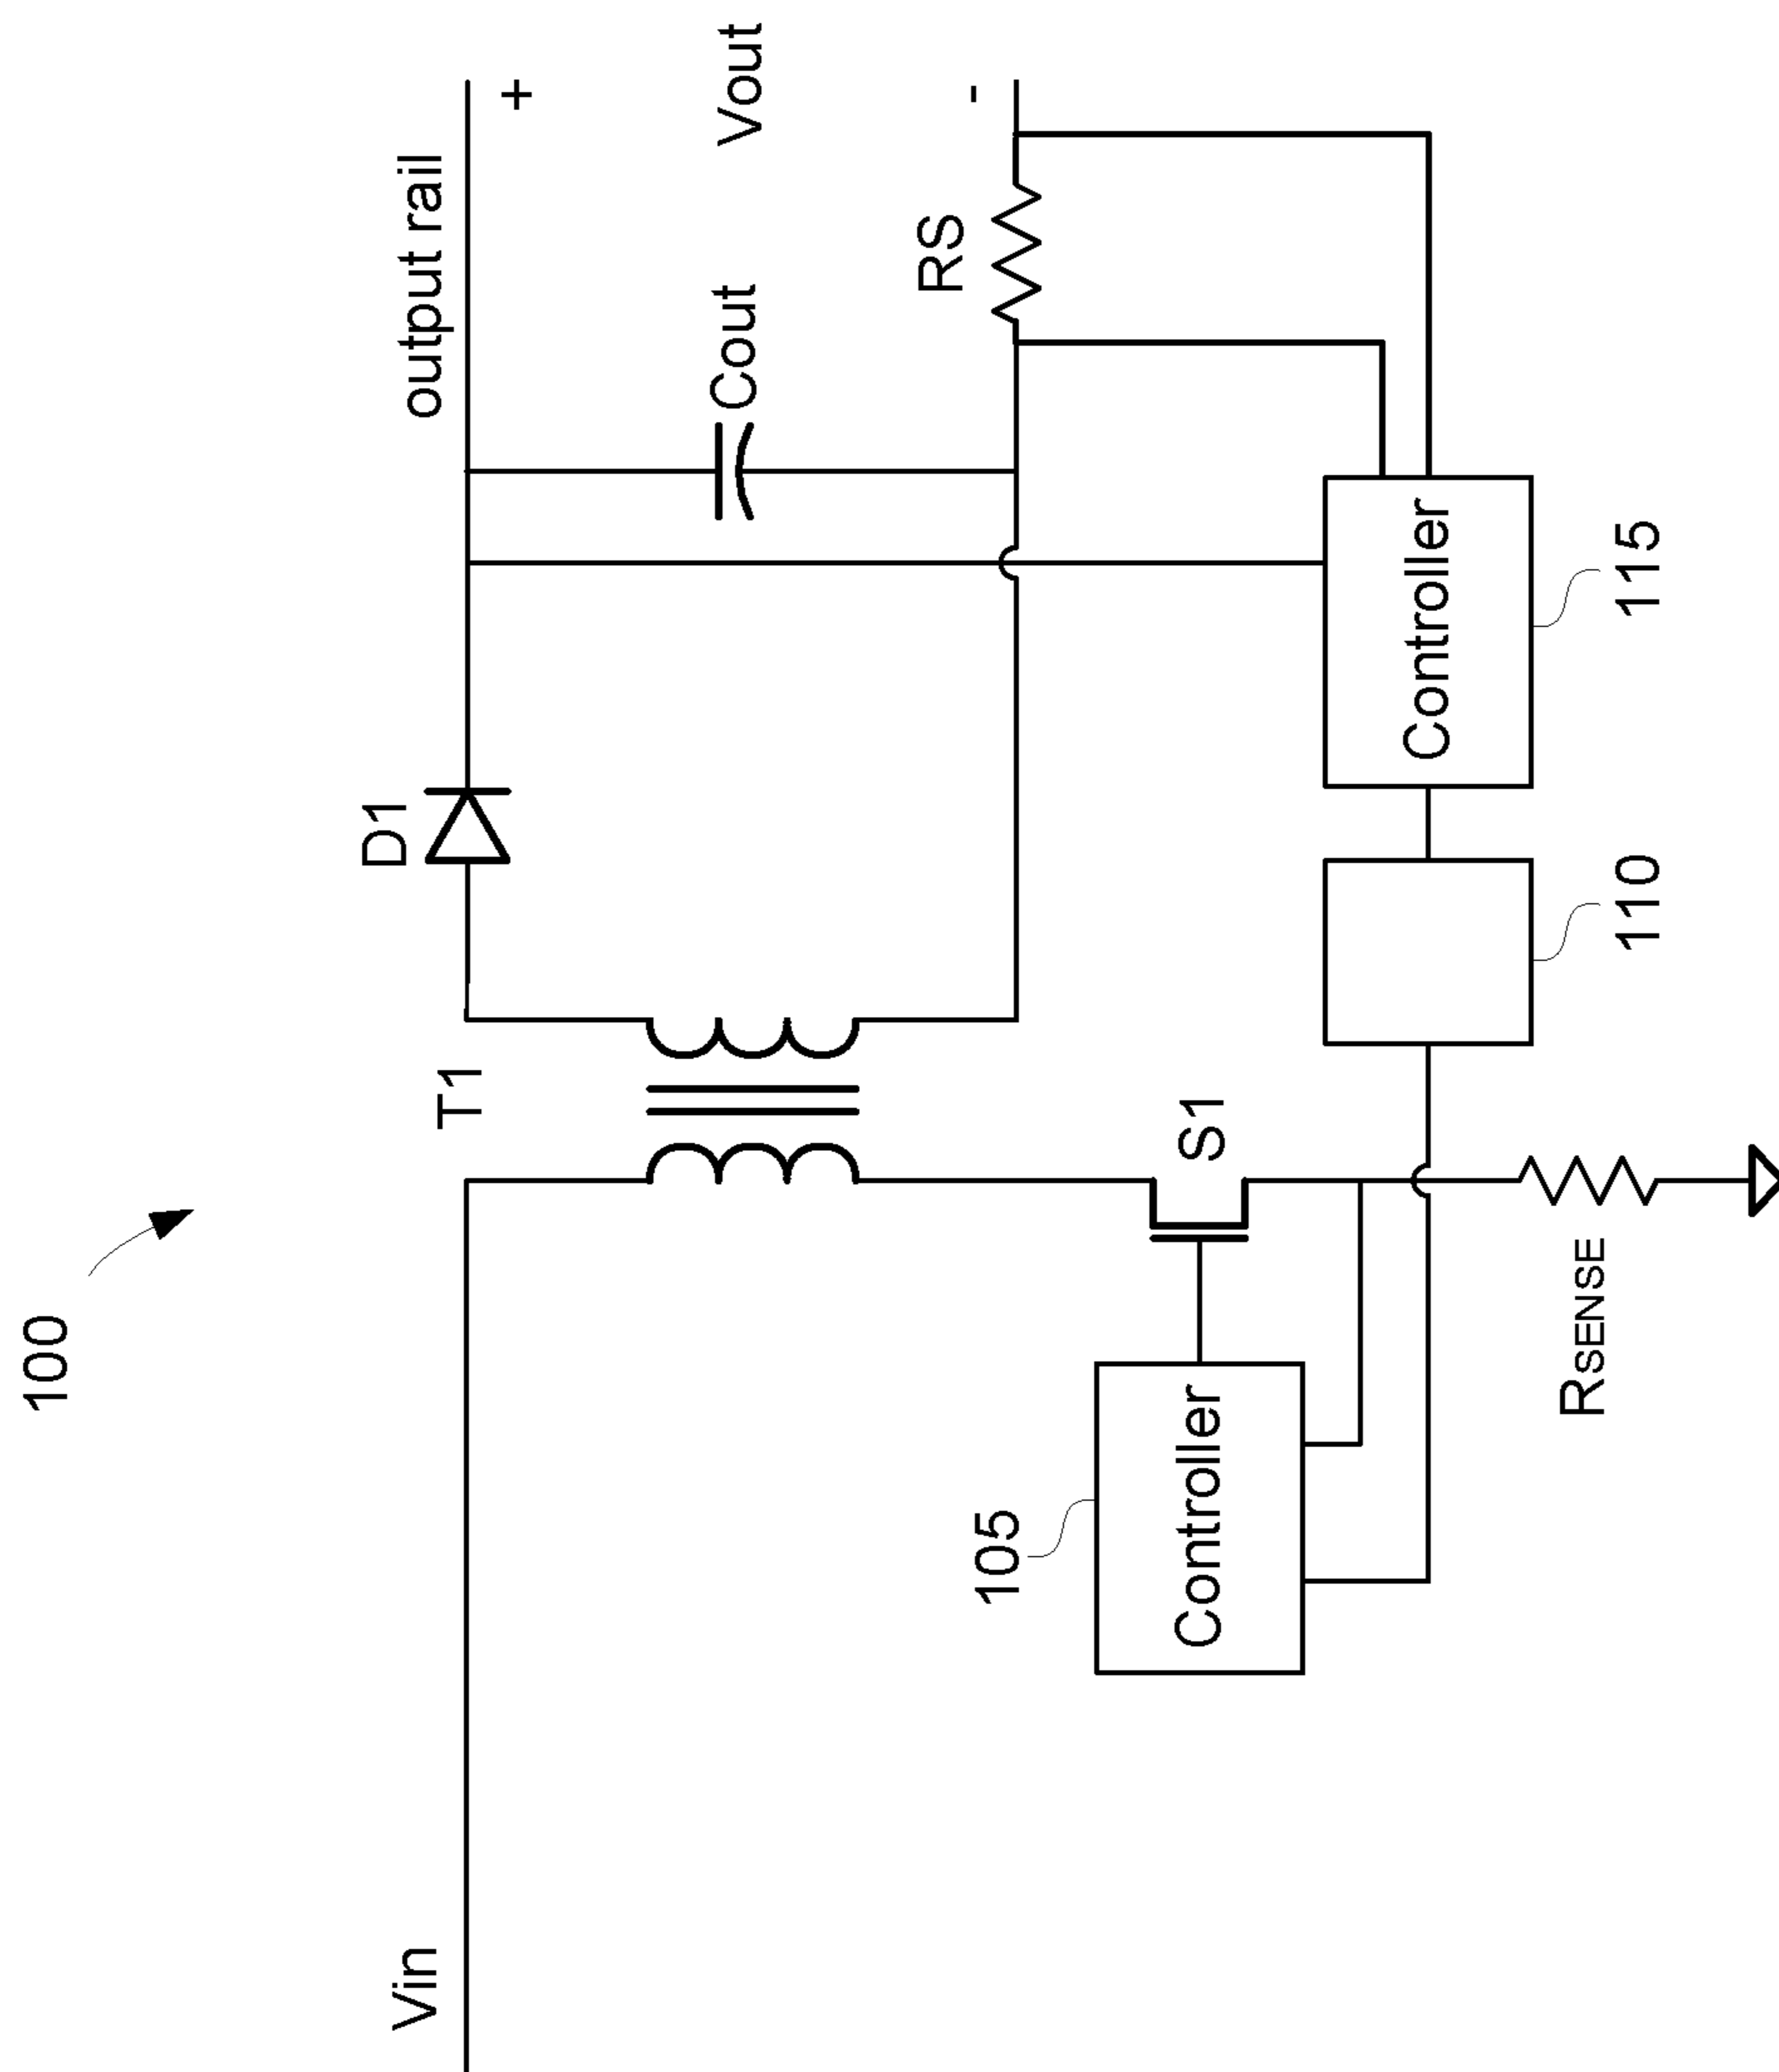 100
Vin
T1
D1
output rail
+
Cout
Vout
RS
-
S1
105
Controller
RSENSE
Controller
110
115